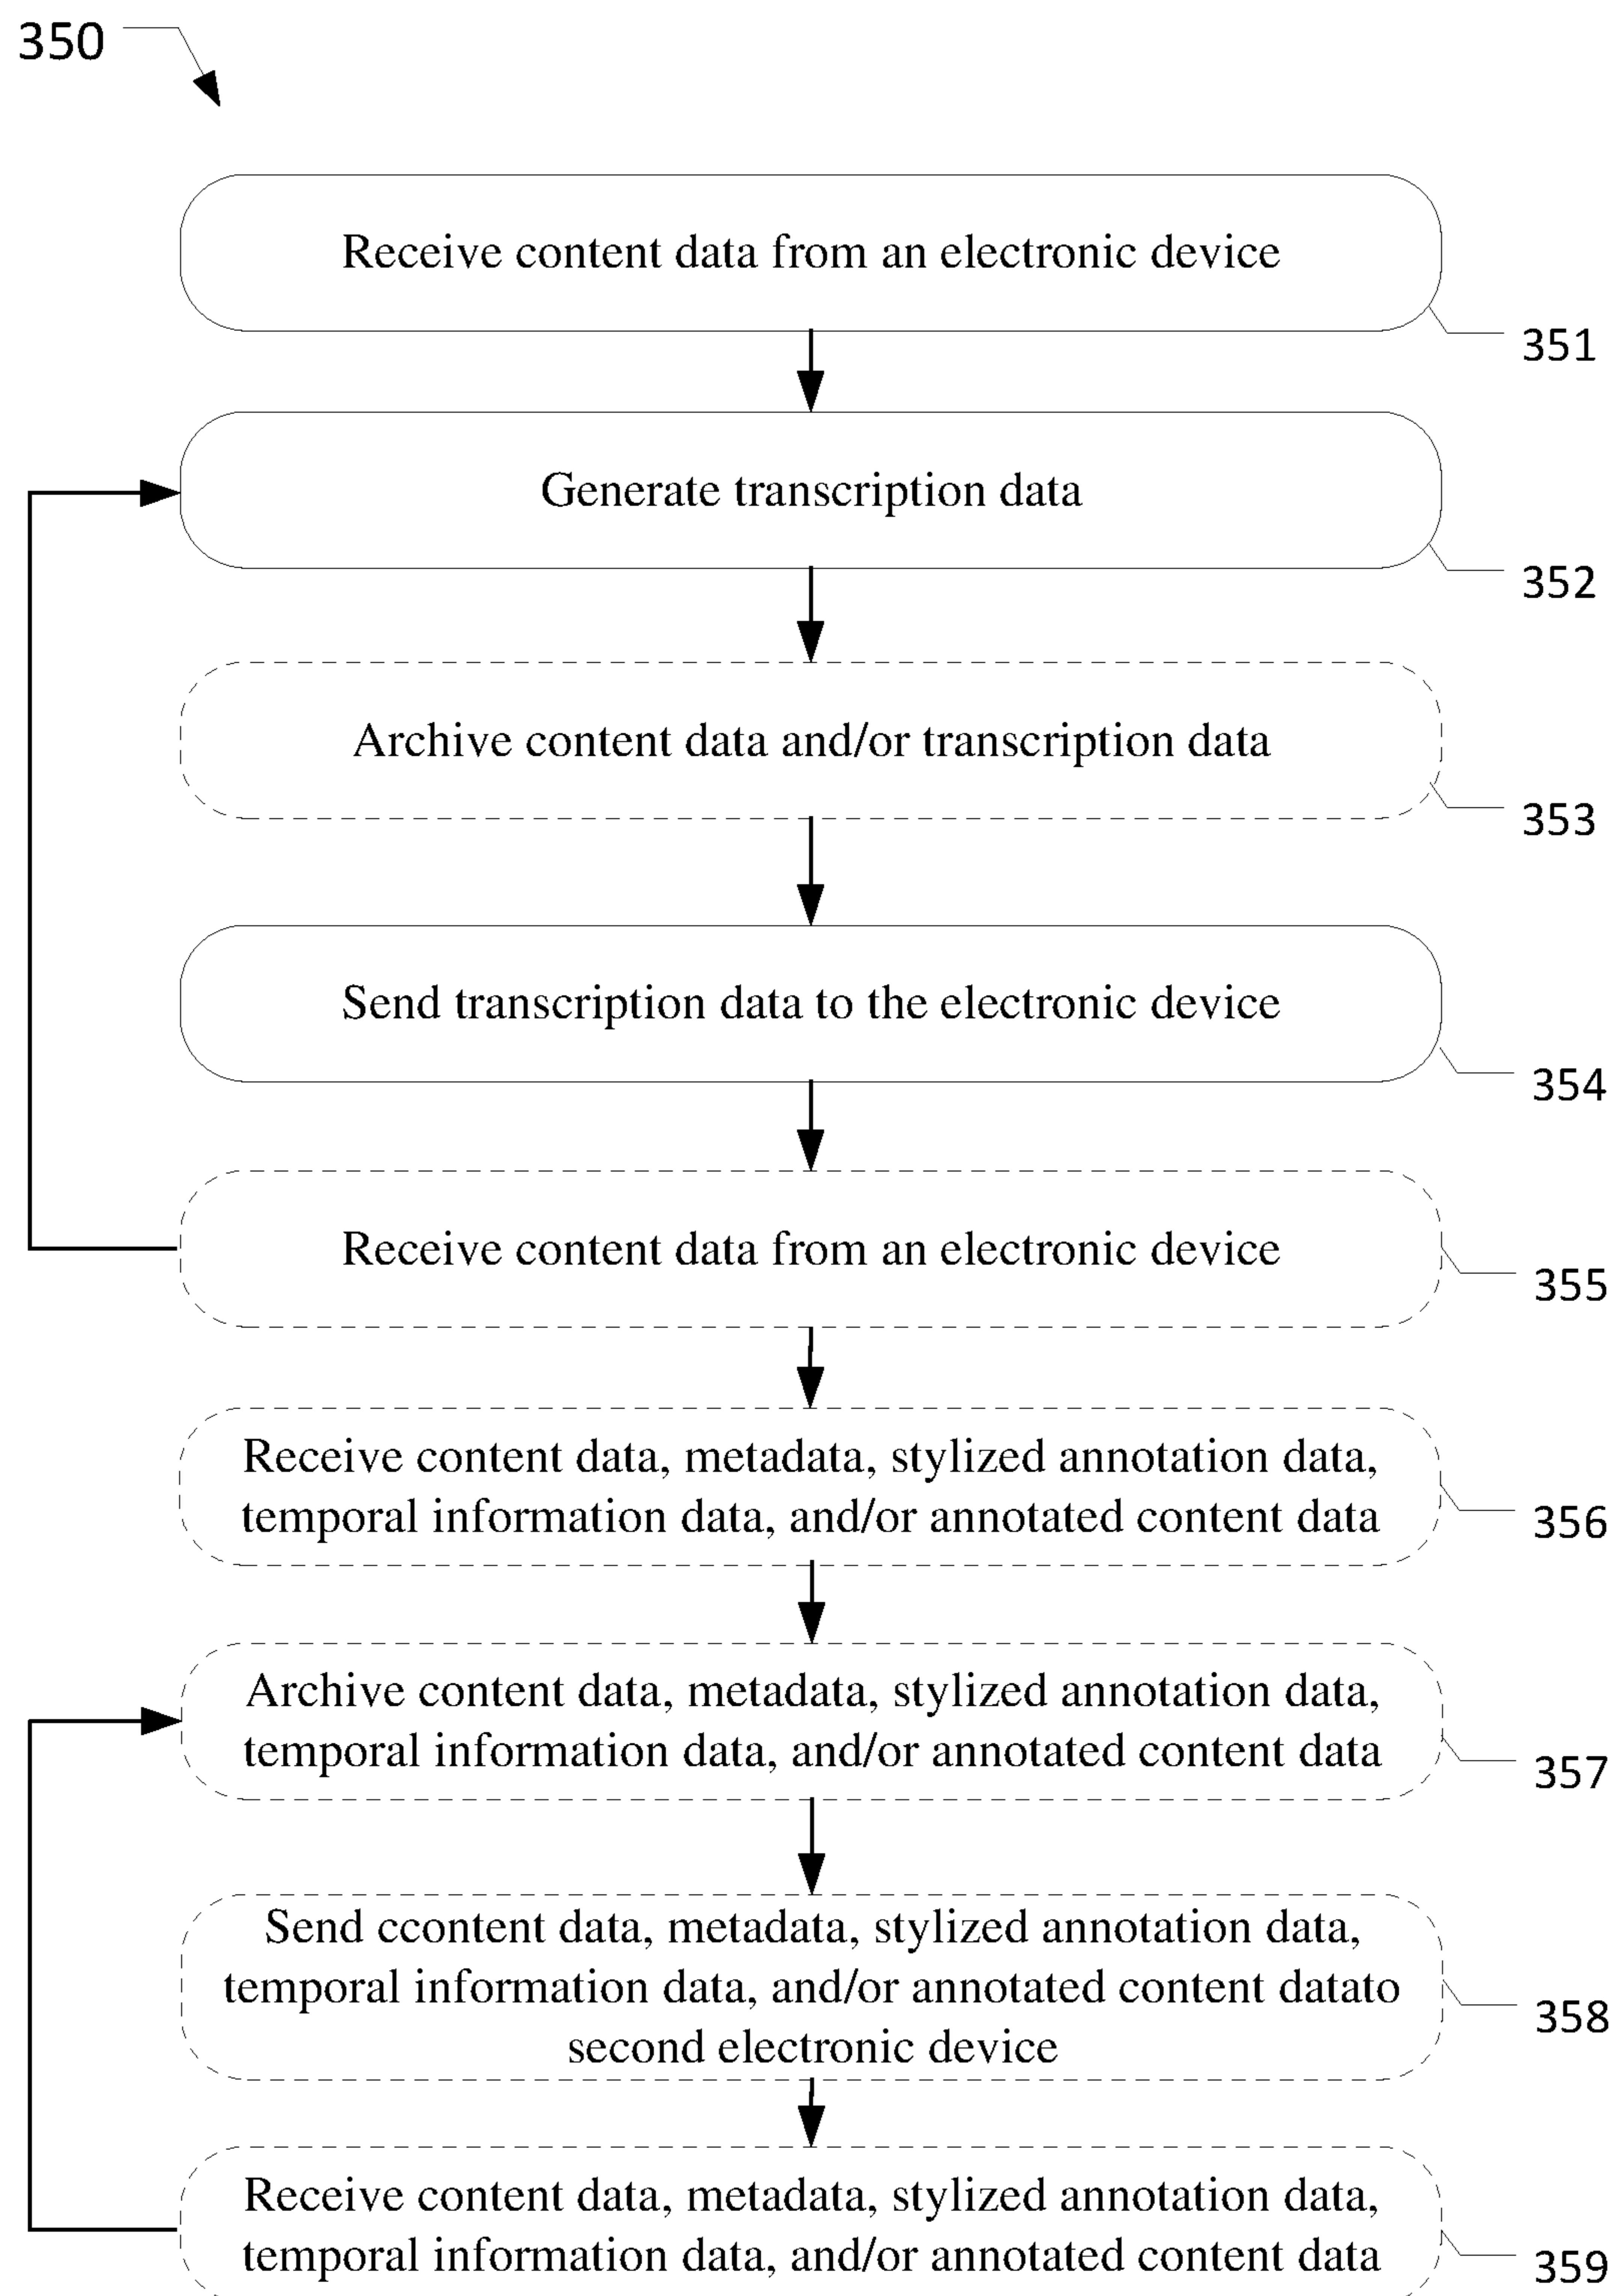 350
Receive content data from an electronic device
351
Generate transcription data
352
Archive content data and/or transcription data
353
Send transcription data to the electronic device
354
Receive content data from an electronic device
355
Receive content data, metadata, stylized annotation data,
temporal information data, and/or annotated content data
356
Archive content data, metadata, stylized annotation data,
temporal information data, and/or annotated content data
357
Send ccontent data, metadata, stylized annotation data,
temporal information data, and/or annotated content datato
second electronic device
358
Receive content data, metadata, stylized annotation data,
temporal information data, and/or annotated content data
359